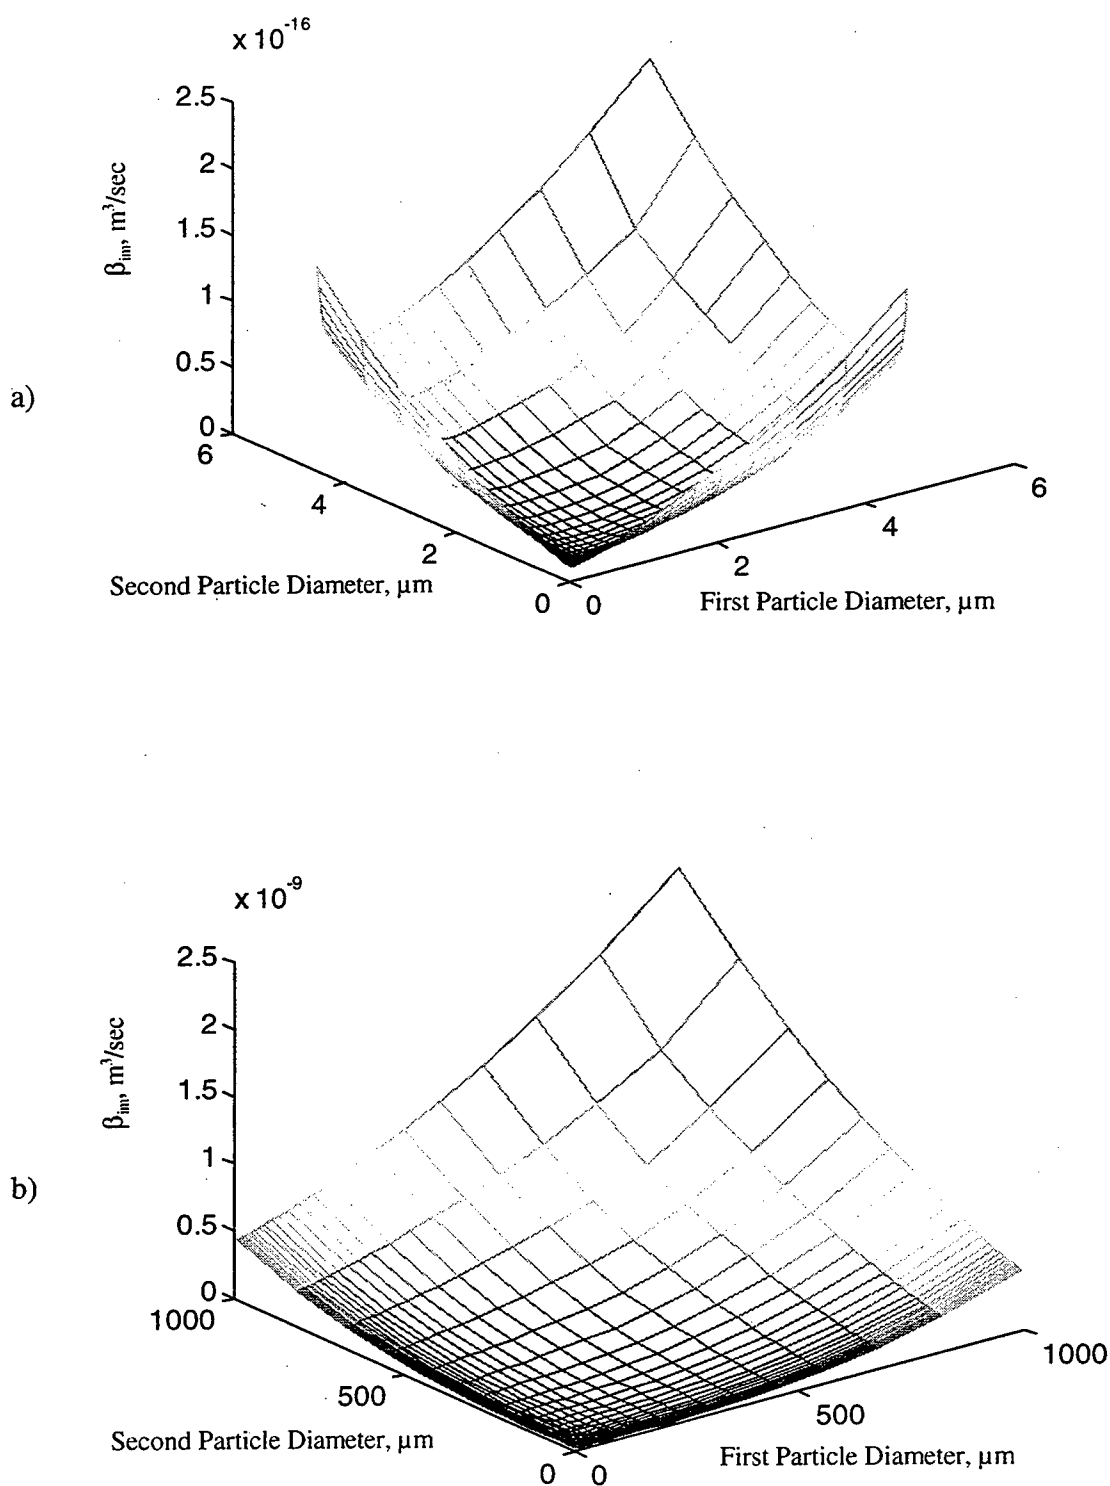 x 10^-16
2.5
2
1.5
1
0.5
0
β_im, m³/sec
a)
6
4
2
0
Second Particle Diameter, µm
0
2
4
6
First Particle Diameter, µm
x 10^-9
2.5
2
1.5
1
0.5
0
β_im, m³/sec
b)
1000
500
0
Second Particle Diameter, µm
0
500
1000
First Particle Diameter, µm